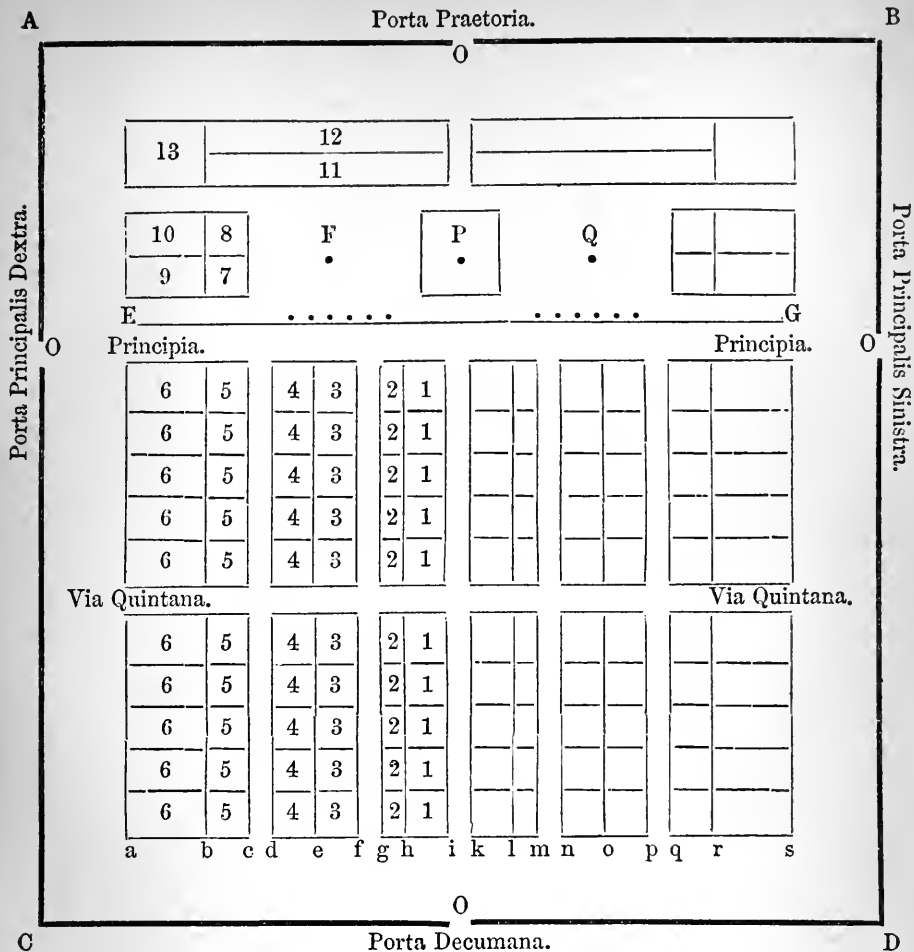 A Porta Praetoria. B
O
13 12
11
10 8 F P Q
9 7
E G
Porta Principalis Dextra.
O
O
Porta Principalis Sinistra.
Principia. Principia.
6 5 4 3 2 1
6 5 4 3 2 1
6 5 4 3 2 1
6 5 4 3 2 1
6 5 4 3 2 1
Via Quintana. Via Quintana.
6 5 4 3 2 1
6 5 4 3 2 1
6 5 4 3 2 1
6 5 4 3 2 1
6 5 4 3 2 1
a b c d e f g h i k l m n o p q r s
O
C Porta Decumana. D